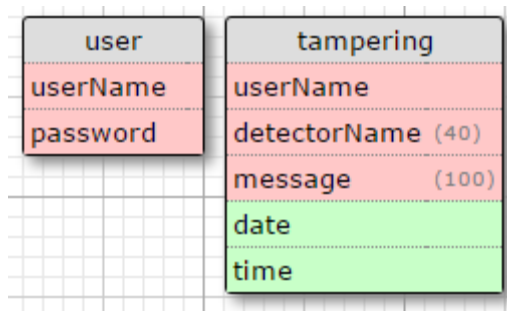 user
userName
password
tampering
userName
detectorName (40)
message (100)
date
time